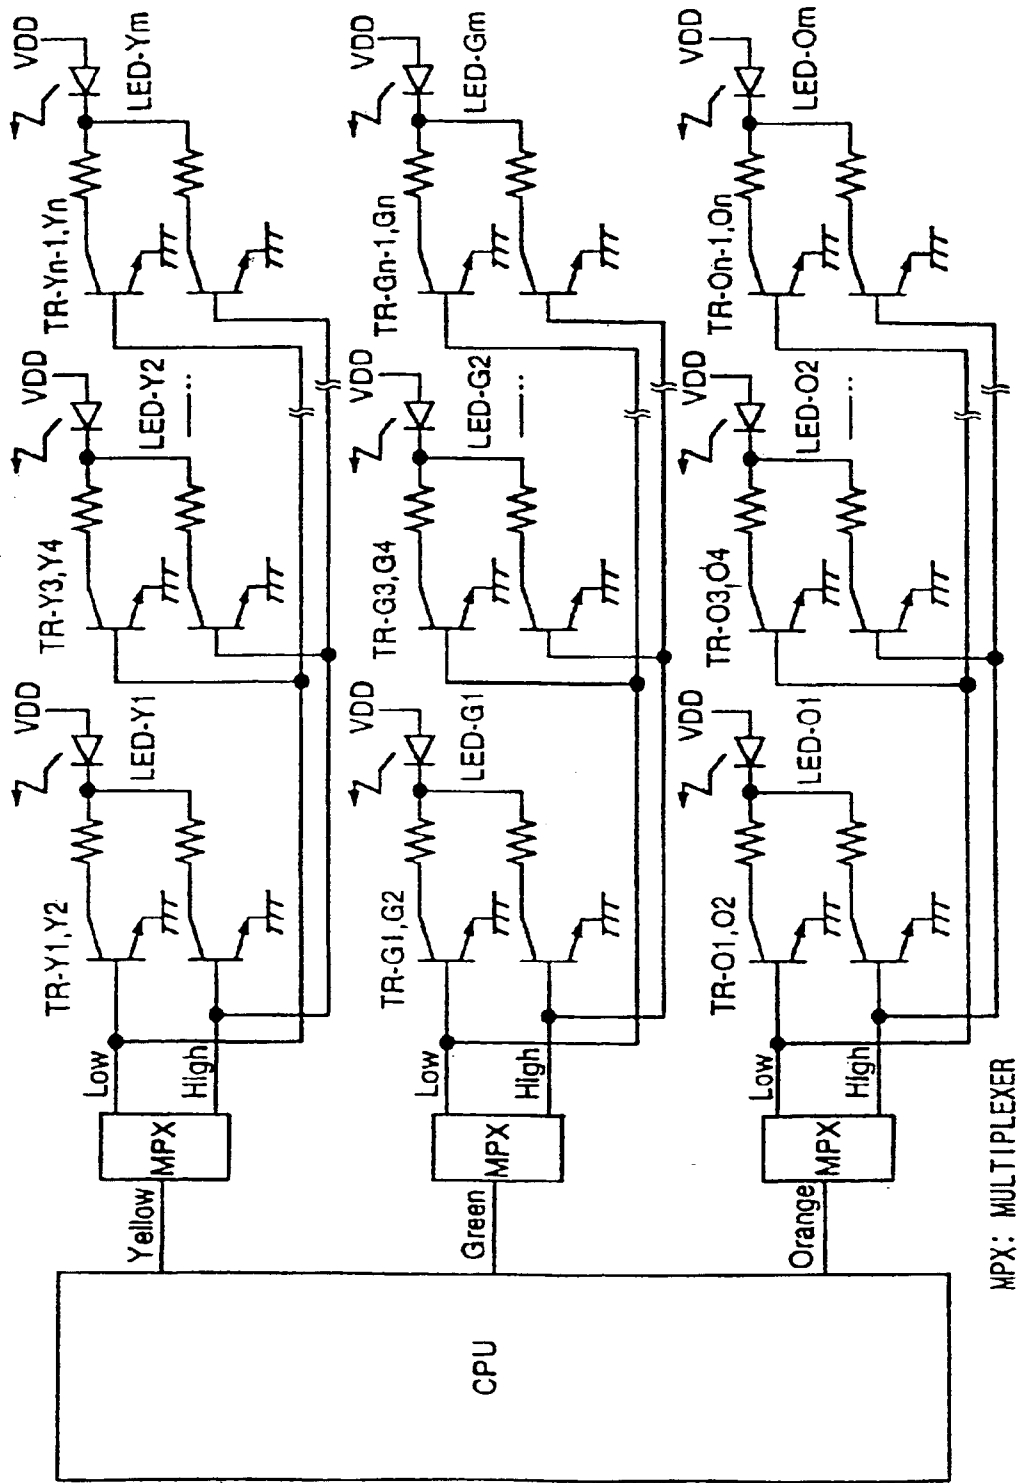 CPU
Yellow
MPX
Low
High
TR-Y1,Y2
VDD
LED-Y1
TR-Y3,Y4
VDD
LED-Y2
TR-Yn-1,Yn
VDD
LED-Ym
Green
MPX
Low
High
TR-G1,G2
VDD
LED-G1
TR-G3,G4
VDD
LED-G2
TR-Gn-1,Gn
VDD
LED-Gm
Orange
MPX
Low
High
TR-O1,O2
VDD
LED-O1
TR-O3,O4
VDD
LED-O2
TR-On-1,On
VDD
LED-Om
MPX: MULTIPLEXER